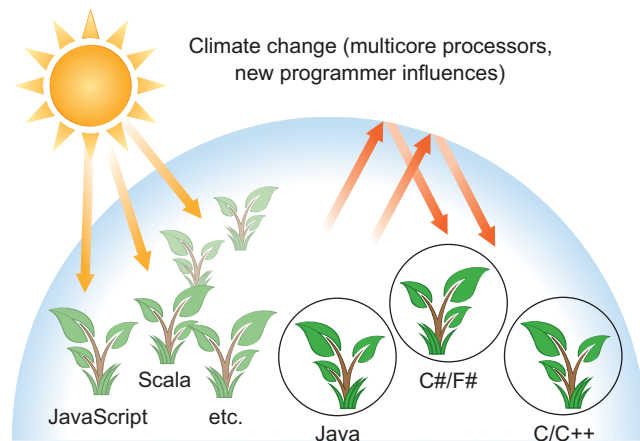 Climate change (multicore processors,
new programmer influences)
Scala
JavaScript
etc.
C#/F#
Java
C/C++